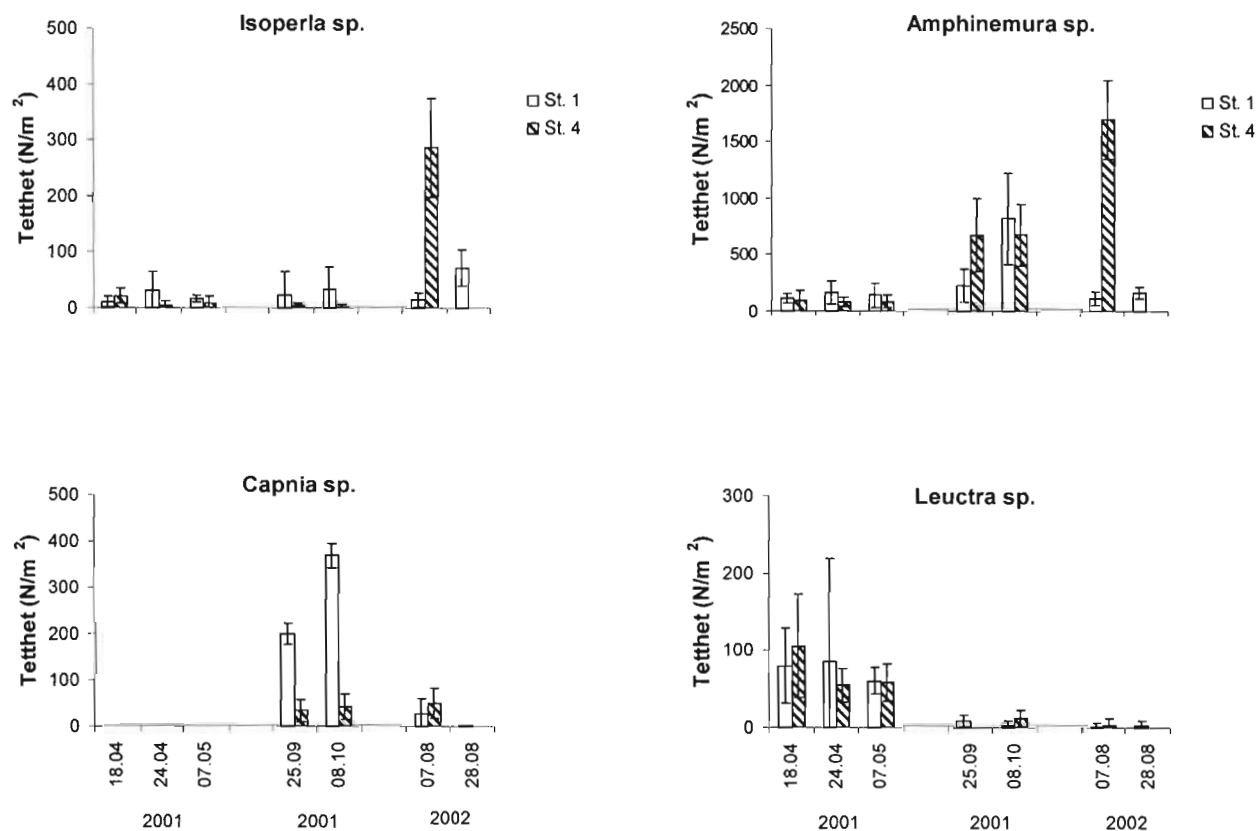 Isoperla sp.
500
400
300
200
100
0
Tetthet (N/m ²)
St. 1
St. 4
Amphinemura sp.
2500
2000
1500
1000
500
0
Tetthet (N/m ²)
St. 1
St. 4
Capnia sp.
500
400
300
200
100
0
Tetthet (N/m ²)
18.04 24.04 07.05 25.09 08.10 07.08 28.08
2001 2001 2002
Leuctra sp.
300
200
100
0
Tetthet (N/m ²)
18.04 24.04 07.05 25.09 08.10 07.08 28.08
2001 2001 2002